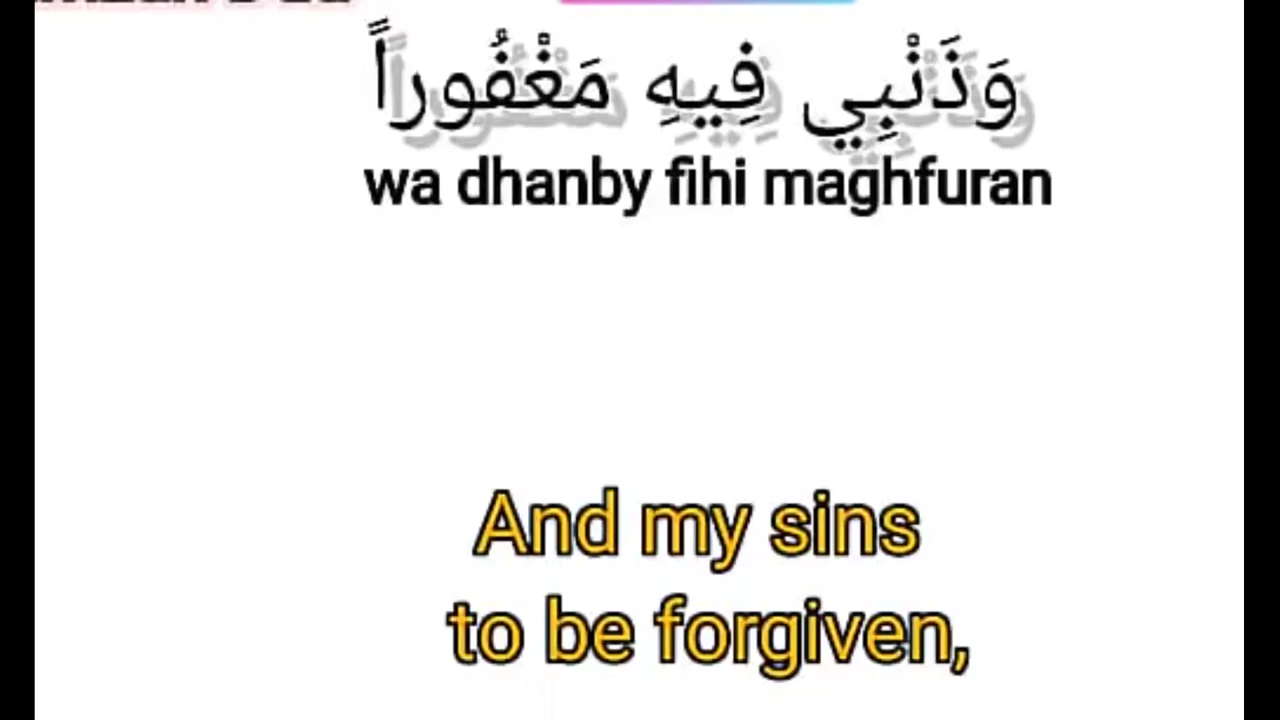 وَذَنْبِي فِيهِ مَغْفُوراً
wa dhanby fihi maghfuran
And my sins
to be forgiven,